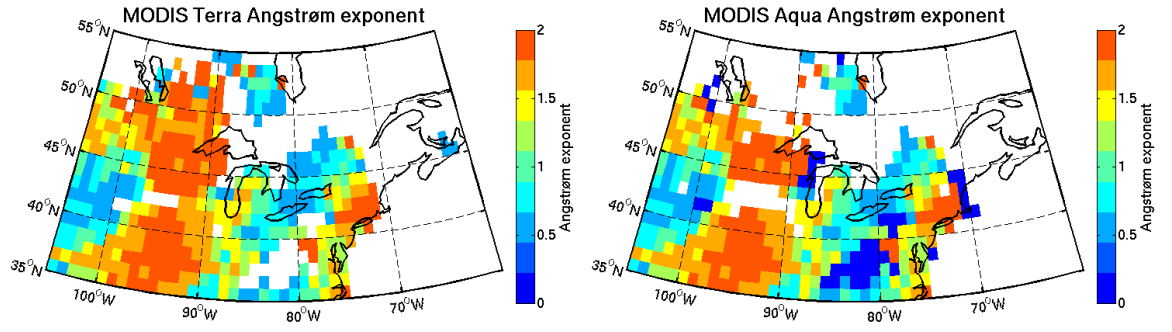 MODIS Terra Angstrøm exponent
55°N
50°N
45°N
40°N
35°N
100°W
90°W
80°W
70°W
2
1.5
1
0.5
0
Angstrøm exponent
MODIS Aqua Angstrøm exponent
55°N
50°N
45°N
40°N
35°N
100°W
90°W
80°W
70°W
2
1.5
1
0.5
0
Angstrøm exponent